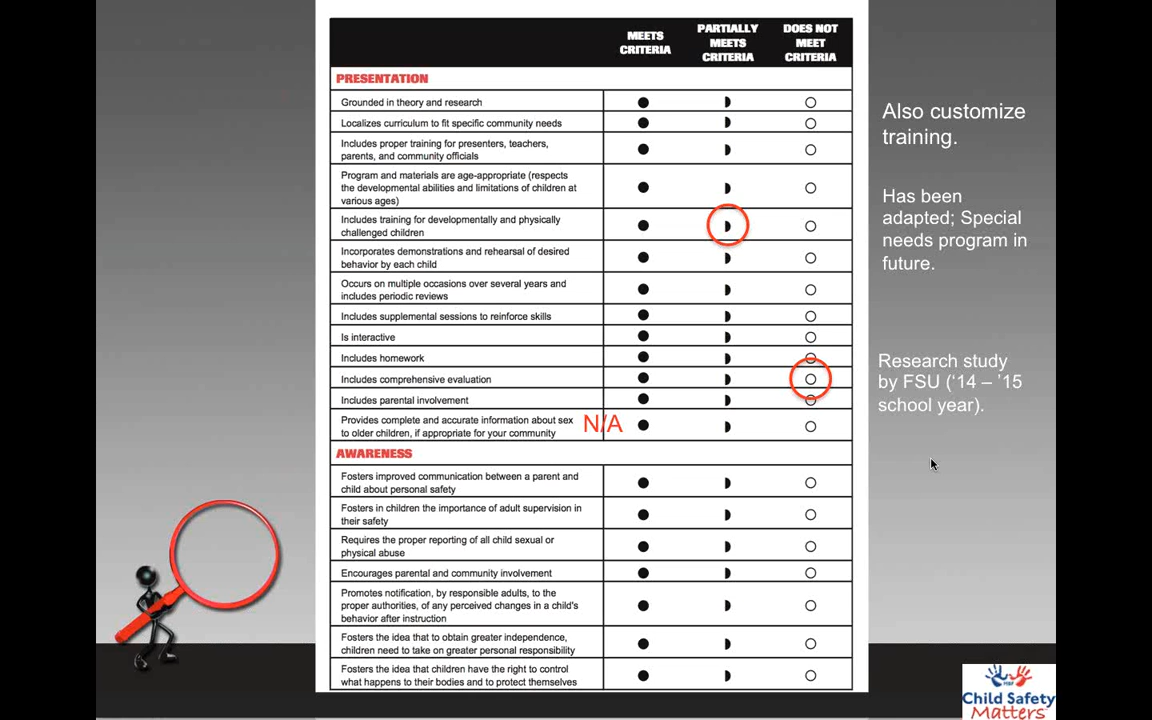 MEETS
CRITERIA
PARTIALLY
MEETS
CRITERIA
DOES NOT
MEET
CRITERIA
PRESENTATION
Grounded in theory and research
Localizes curriculum to fit specific community needs
Includes proper training for presenters, teachers,
parents, and community officials
Program and materials are age-appropriate (respects
the developmental abilities and limitations of children at
various ages)
Includes training for developmentally and physically
challenged children
Incorporates demonstrations and rehearsal of desired
behavior by each child
Occurs on multiple occasions over several years and
includes periodic reviews
Includes supplemental sessions to reinforce skills
Is interactive
Includes homework
Includes comprehensive evaluation
Includes parental involvement
Provides complete and accurate information about sex
to older children, if appropriate for your community
N/A
AWARENESS
Fosters improved communication between a parent and
child about personal safety
Fosters in children the importance of adult supervision in
their safety
Requires the proper reporting of all child sexual or
physical abuse
Encourages parental and community involvement
Promotes notification, by responsible adults, to the
proper authorities, of any perceived changes in a child's
behavior after instruction
Fosters the idea that to obtain greater independence,
children need to take on greater personal responsibility
Fosters the idea that children have the right to control
what happens to their bodies and to protect themselves
Also customize
training.
Has been
adapted; Special
needs program in
future.
Research study
by FSU (‘14 – ’15
school year).
Child Safety
Matters